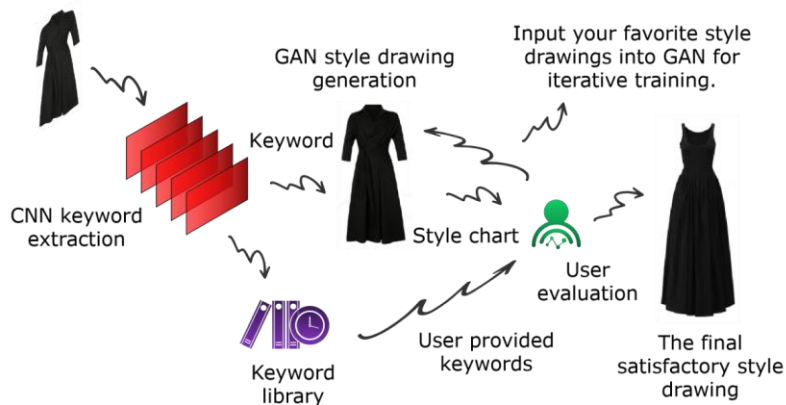 GAN style drawing
generation
Input your favorite style
drawings into GAN for
iterative training.
Keyword
CNN keyword
extraction
Style chart
User
evaluation
User provided
keywords
Keyword
library
The final
satisfactory style
drawing